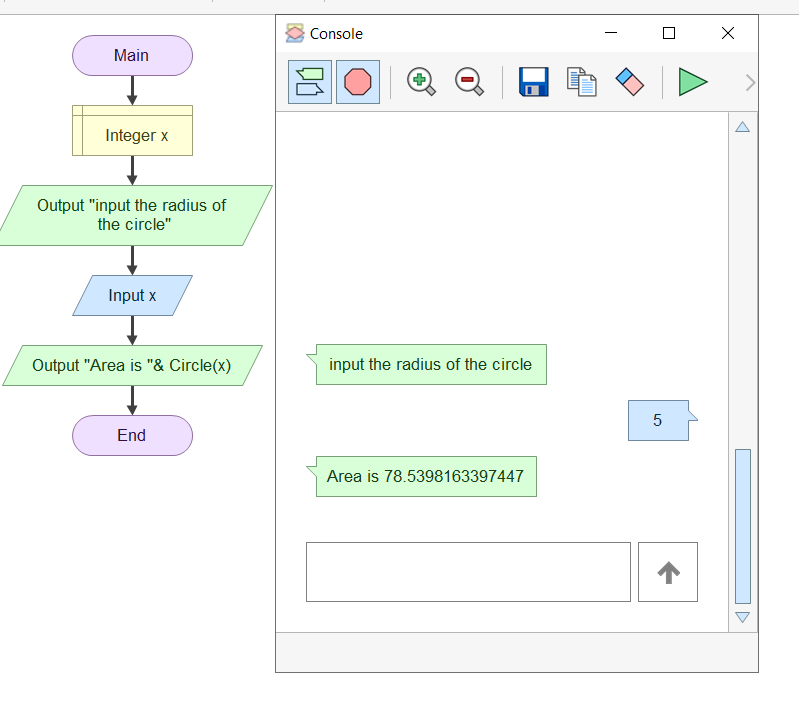 Main
Integer x
Output "input the radius of
the circle"
Input x
Output "Area is "& Circle(x)
End
Console
input the radius of the circle
5
Area is 78.5398163397447